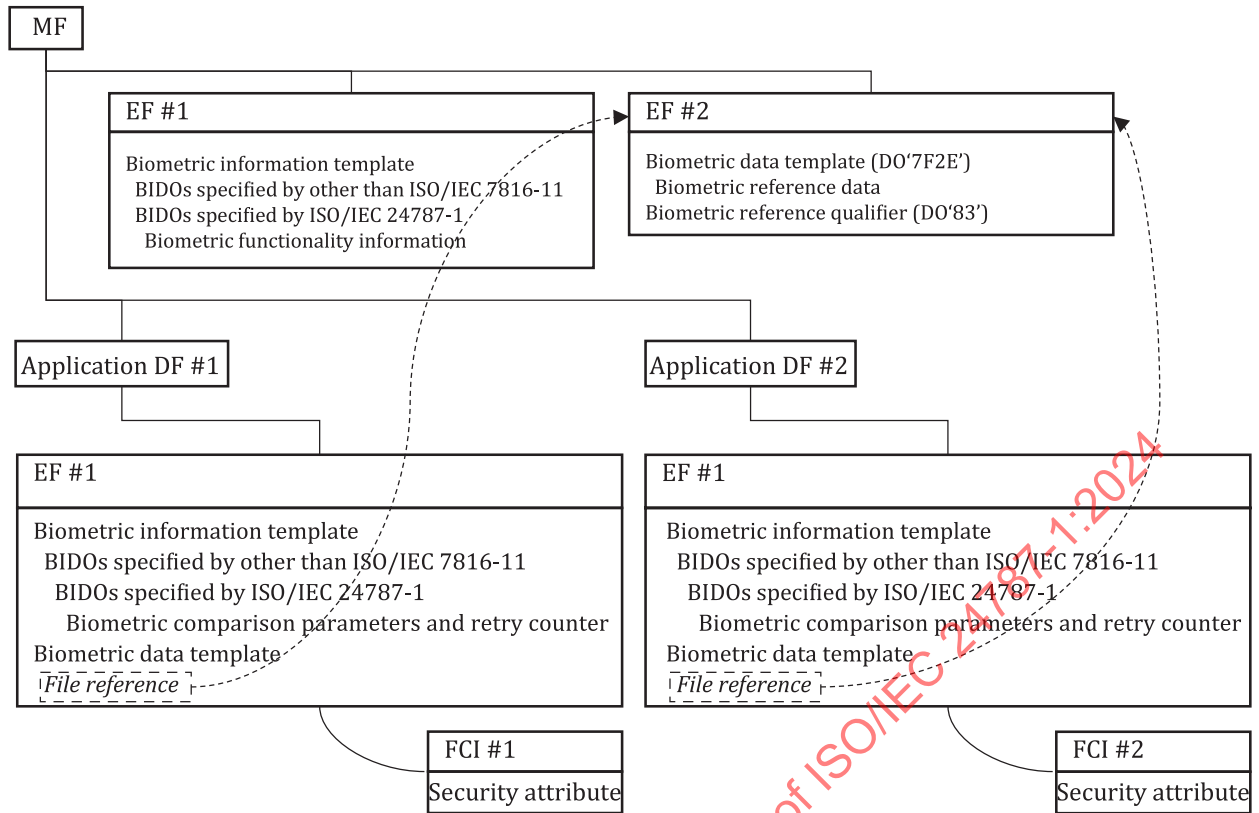 MF
EF #1
Biometric information template
BIDOs specified by other than ISO/IEC 7816-11
BIDOs specified by ISO/IEC 24787-1
Biometric functionality information
EF #2
Biometric data template (DO‘7F2E’)
Biometric reference data
Biometric reference qualifier (DO‘83’)
Application DF #1
Application DF #2
EF #1
Biometric information template
BIDOs specified by other than ISO/IEC 7816-11
BIDOs specified by ISO/IEC 24787-1
Biometric comparison parameters and retry counter
Biometric data template
File reference
EF #1
Biometric information template
BIDOs specified by other than ISO/IEC 7816-11
BIDOs specified by ISO/IEC 24787-1
Biometric comparison parameters and retry counter
Biometric data template
File reference
FCI #1
Security attribute
FCI #2
Security attribute
of ISO/IEC 24787-1:2024